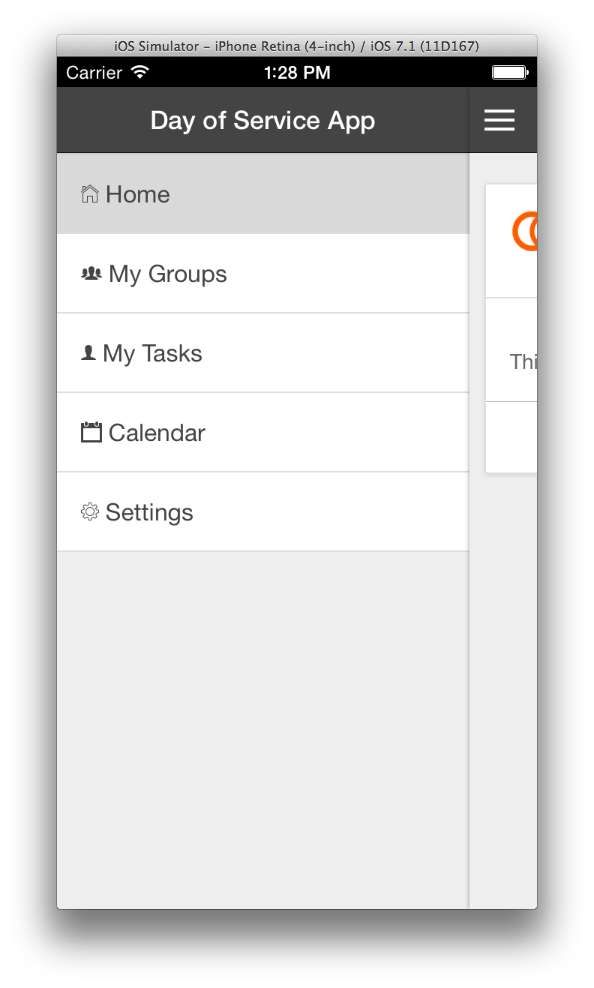 iOS Simulator – iPhone Retina (4-inch) / iOS 7.1 (11D167)
Carrier 1:28 PM
Day of Service App
Home
My Groups
My Tasks
Calendar
Settings
Thi